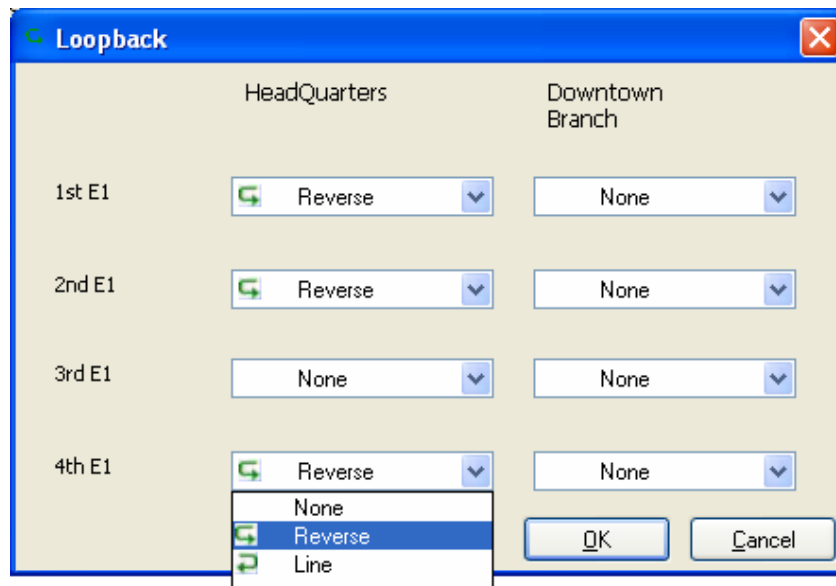 Loopback
HeadQuarters Downtown
Branch
1st E1 Reverse None
2nd E1 Reverse None
3rd E1 None None
4th E1 Reverse None
None
Reverse OK Cancel
Line